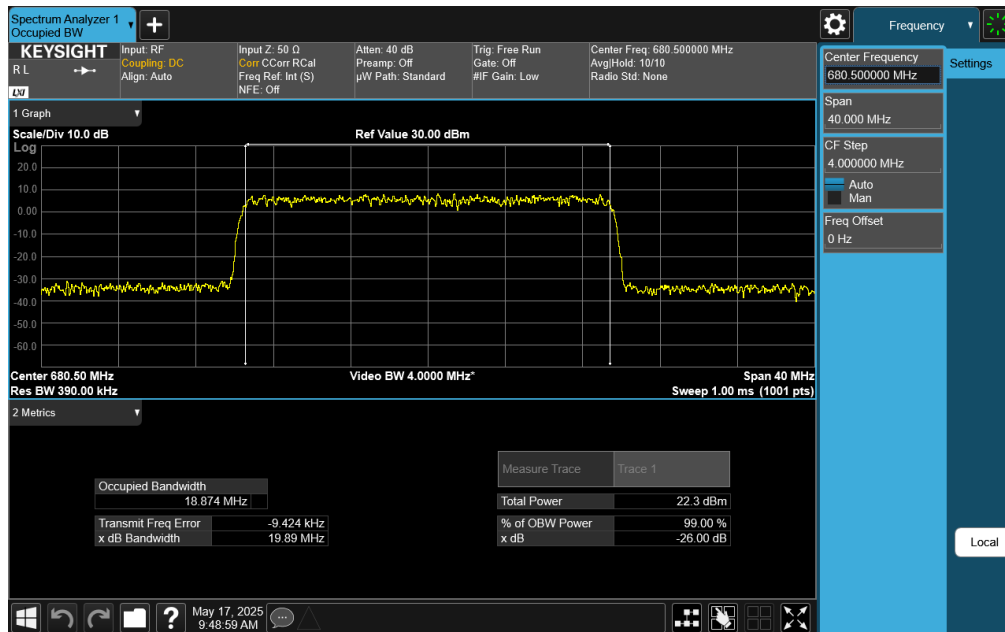 Spectrum Analyzer 1
Occupied BW
Frequency
KEYSIGHT
R L
LXI
Input: RF
Coupling: DC
Align: Auto
Input Z: 50 Ω
Corr CCorr RCal
Freq Ref: Int (S)
NFE: Off
Atten: 40 dB
Preamp: Off
µW Path: Standard
Trig: Free Run
Gate: Off
#IF Gain: Low
Center Freq: 680.500000 MHz
Avg|Hold: 10/10
Radio Std: None
Center Frequency
680.500000 MHz
Settings
Span
40.000 MHz
CF Step
4.000000 MHz
Auto
Man
Freq Offset
0 Hz
Local
1 Graph
Scale/Div 10.0 dB
Ref Value 30.00 dBm
Log
20.0
10.0
0.00
-10.0
-20.0
-30.0
-40.0
-50.0
-60.0
Center 680.50 MHz
Video BW 4.0000 MHz*
Span 40 MHz
Res BW 390.00 kHz
Sweep 1.00 ms (1001 pts)
2 Metrics
Measure Trace
Trace 1
Occupied Bandwidth
18.874 MHz
Total Power
22.3 dBm
Transmit Freq Error
-9.424 kHz
% of OBW Power
99.00 %
x dB Bandwidth
19.89 MHz
x dB
-26.00 dB
?
May 17, 2025
9:48:59 AM